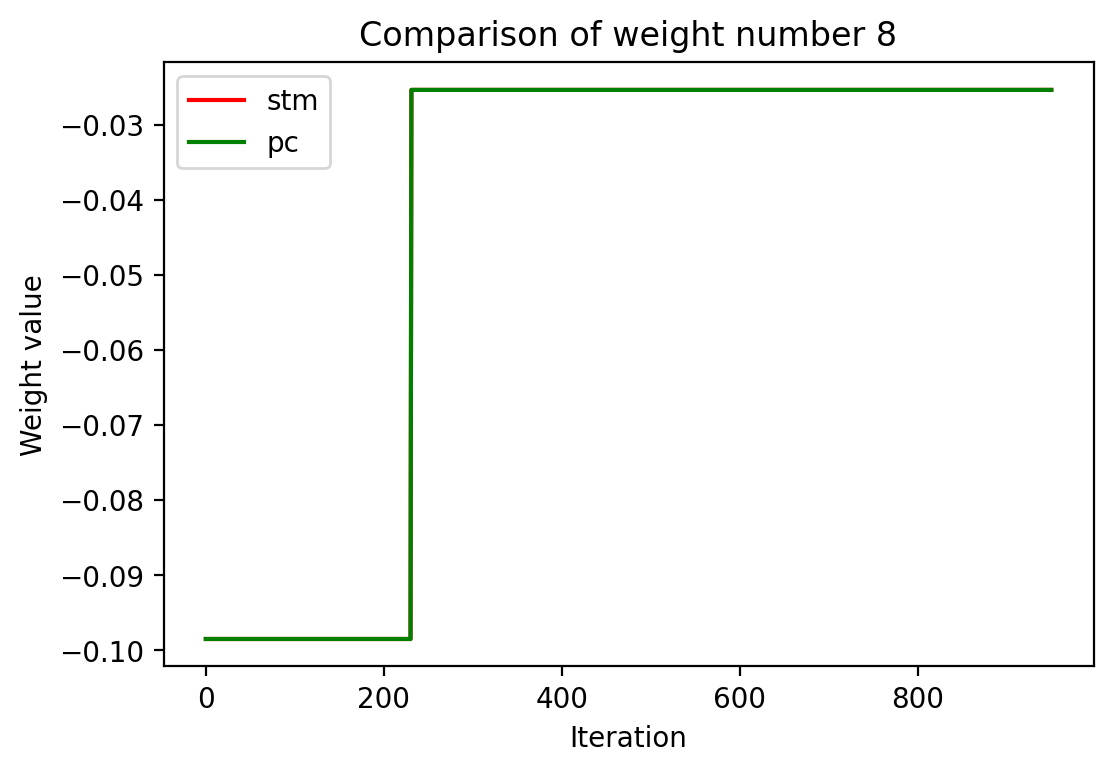 Comparison of weight number 8
stm
pc
−0.03
−0.04
−0.05
−0.06
−0.07
−0.08
−0.09
−0.10
Weight value
0 200 400 600 800
Iteration